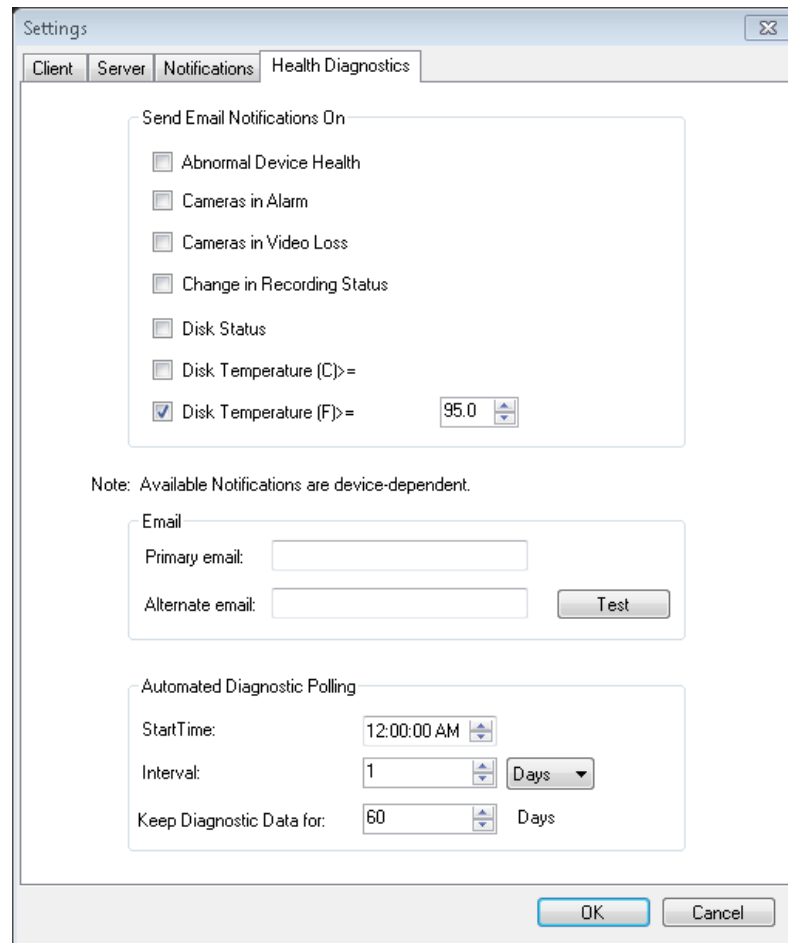 Settings
Client Server Notifications Health Diagnostics
Send Email Notifications On
Abnormal Device Health
Cameras in Alarm
Cameras in Video Loss
Change in Recording Status
Disk Status
Disk Temperature (C)>=
Disk Temperature (F)>= 95.0
Note: Available Notifications are device-dependent.
Email
Primary email:
Alternate email: Test
Automated Diagnostic Polling
StartTime: 12:00:00 AM
Interval: 1 Days
Keep Diagnostic Data for: 60 Days
OK Cancel